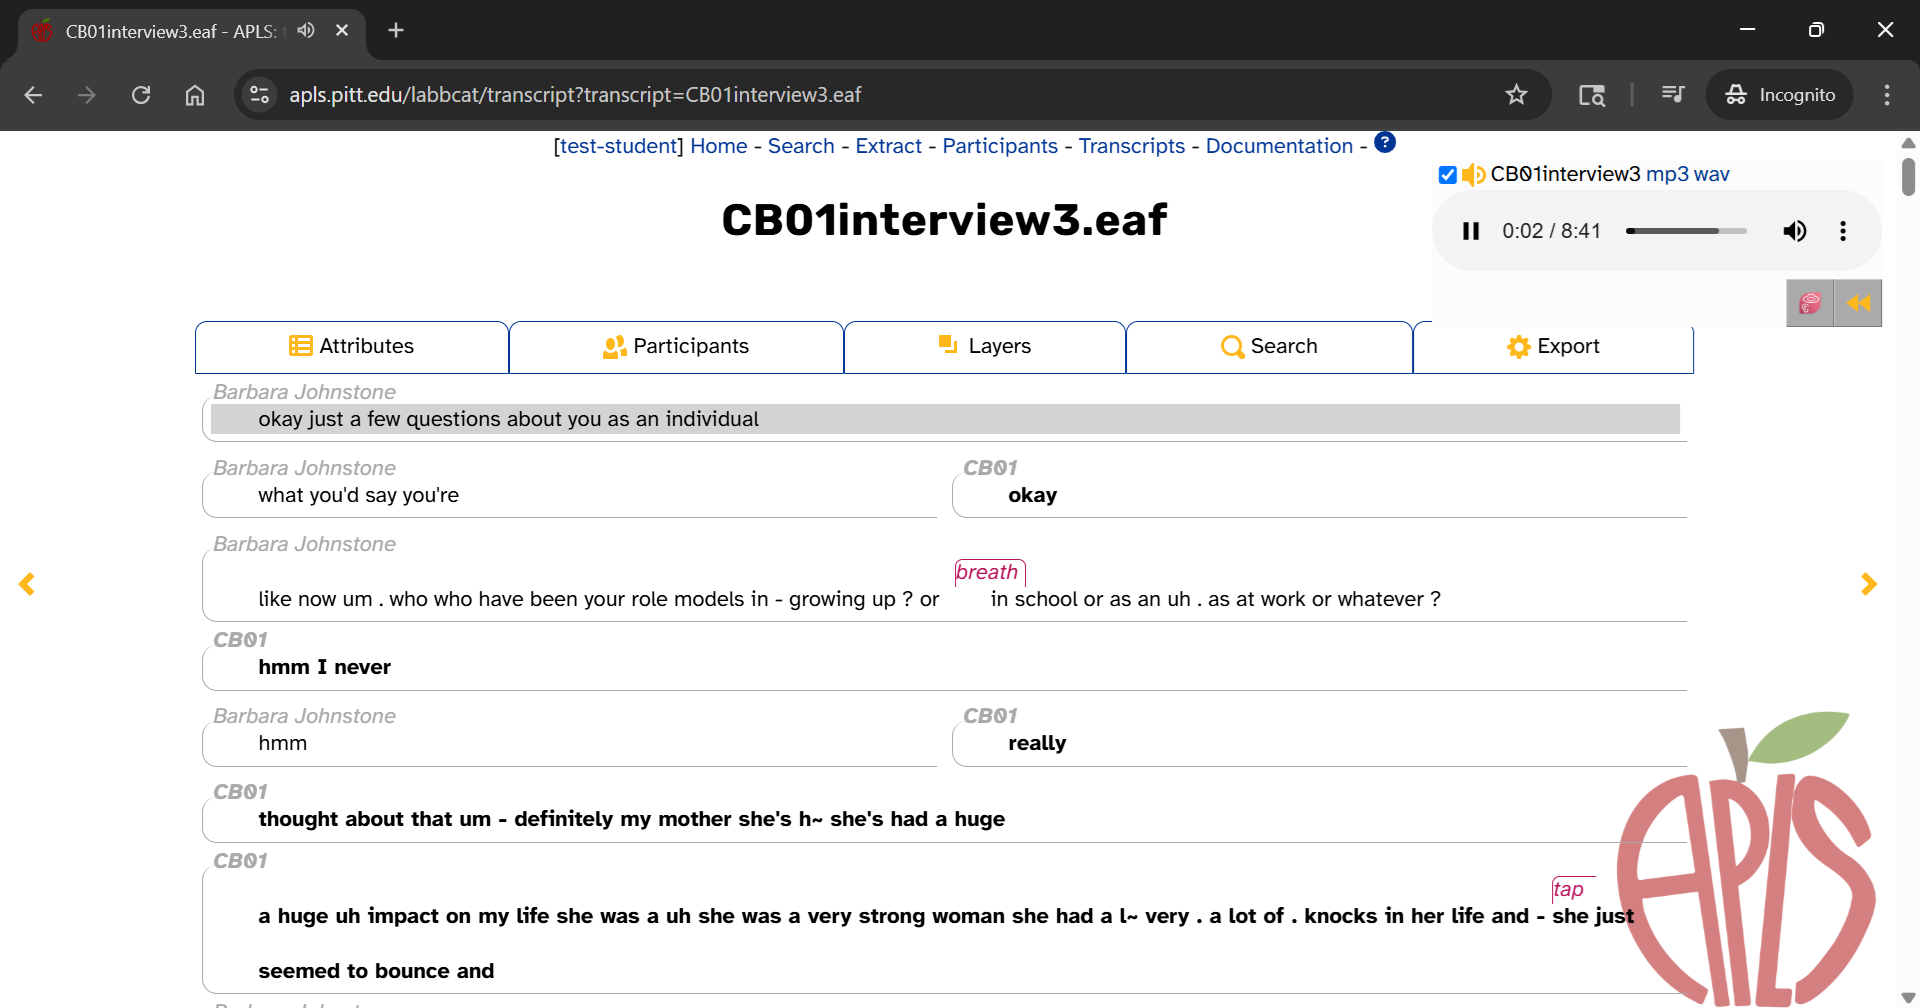 CB01interview3.eaf - APLS:
apls.pitt.edu/labbcat/transcript?transcript=CB01interview3.eaf
Incognito
[test-student] Home - Search - Extract - Participants - Transcripts - Documentation - ?
CB01interview3 mp3 wav
CB01interview3.eaf
0:02 / 8:41
Attributes
Participants
Layers
Search
Export
Barbara Johnstone
okay just a few questions about you as an individual
Barbara Johnstone
what you'd say you're
CB01
okay
Barbara Johnstone
breath
like now um . who who have been your role models in - growing up ? or in school or as an uh . as at work or whatever ?
CB01
hmm I never
Barbara Johnstone
hmm
CB01
really
CB01
thought about that um - definitely my mother she's h~ she's had a huge
CB01
tap
a huge uh impact on my life she was a uh she was a very strong woman she had a l~ very . a lot of . knocks in her life and - she just
seemed to bounce and
APLS